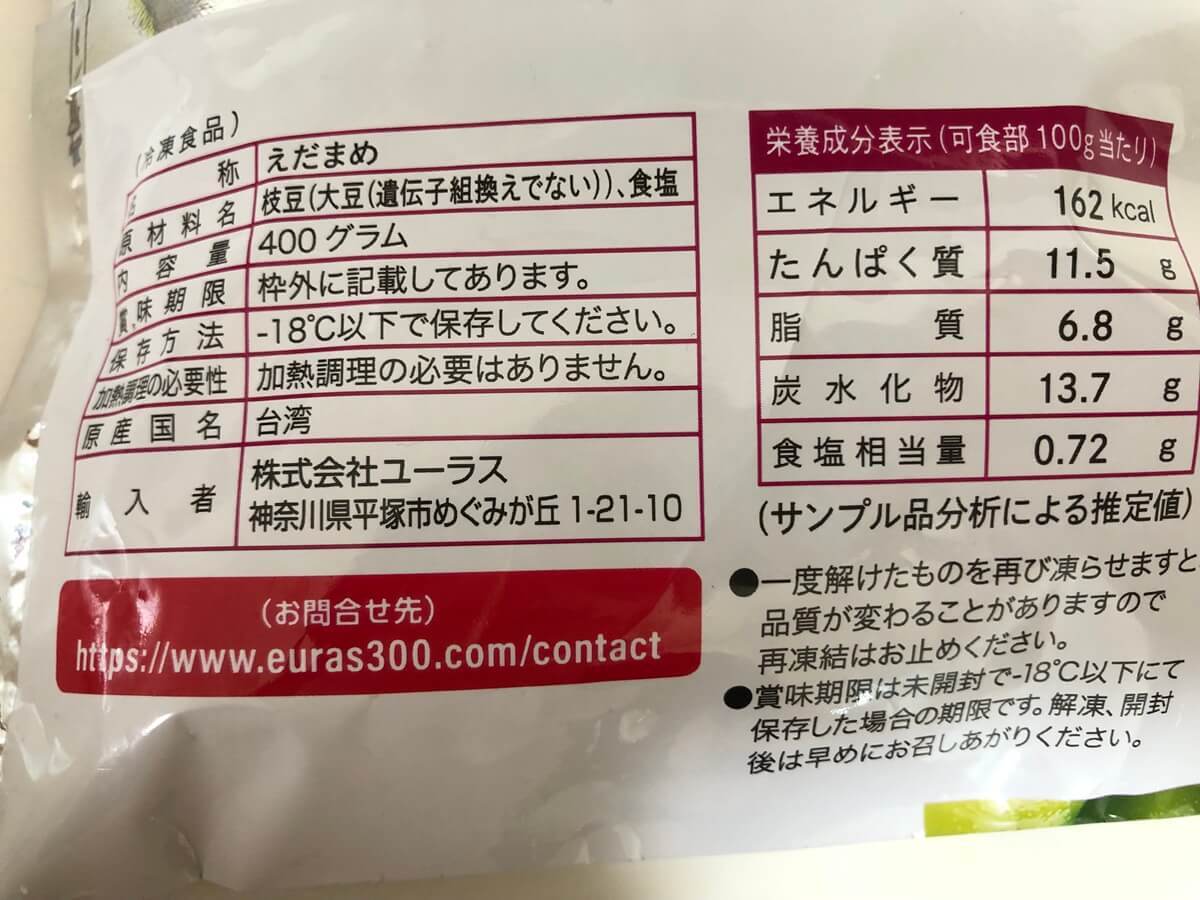 (冷凍食品)
名称 えだまめ
原材料名 枝豆(大豆(遺伝子組換えでない))、食塩
内容量 400グラム
賞味期限 枠外に記載してあります。
保存方法 -18℃以下で保存してください。
加熱調理の必要性 加熱調理の必要はありません。
原産国名 台湾
輸入者 株式会社ユーラス
神奈川県平塚市めぐみが丘1-21-10
(お問合せ先)
https://www.euras300.com/contact
栄養成分表示(可食部100g当たり)
エネルギー 162kcal
たんぱく質 11.5 g
脂質 6.8 g
炭水化物 13.7 g
食塩相当量 0.72 g
(サンプル品分析による推定値)
●一度解けたものを再び凍らせますと
品質が変わることがありますので
再凍結はお止めください。
●賞味期限は未開封で-18℃以下にて
保存した場合の期限です。解凍、開封
後は早めにお召しあがりください。